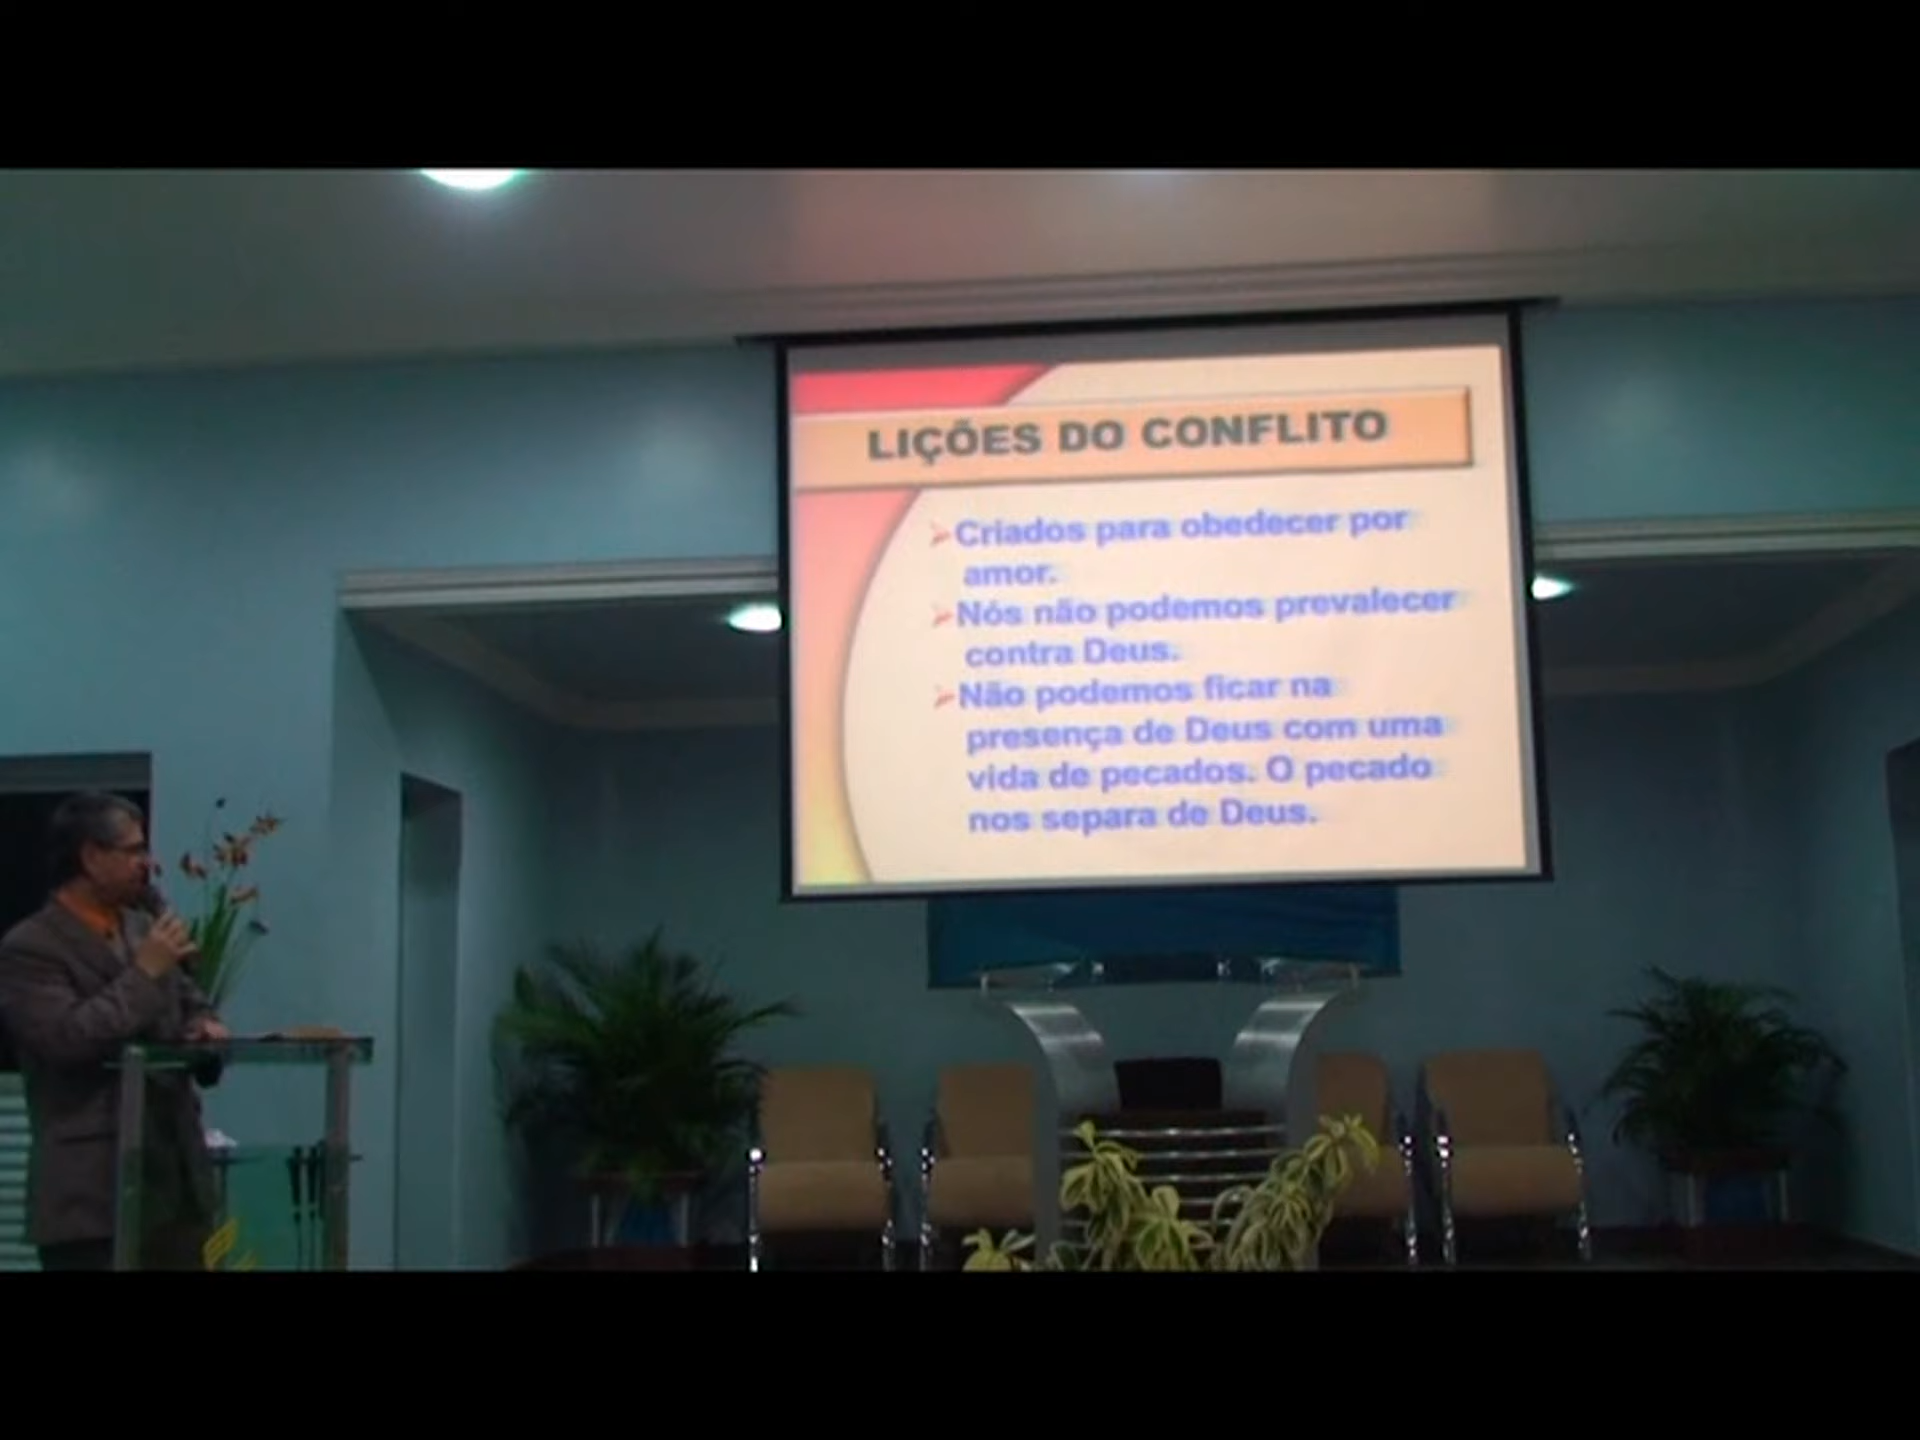 LIÇÕES DO CONFLITO
Criados para obedecer por
amor.
Nós não podemos prevalecer
contra Deus.
Não podemos ficar na
presença de Deus com uma
vida de pecados. O pecado
nos separa de Deus.